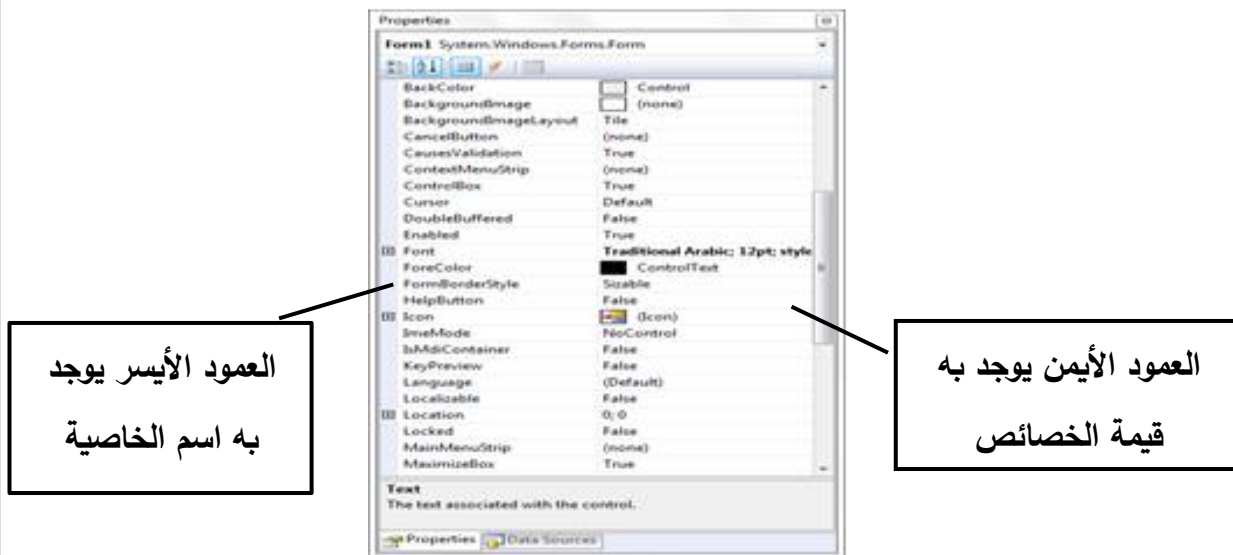 Properties
Form1 System.Windows.Forms.Form
BackColor Control
BackgroundImage (none)
BackgroundImageLayout Tile
CancelButton (none)
CausesValidation True
ContextMenuStrip (none)
ControlBox True
Cursor Default
DoubleBuffered False
Enabled True
Font Traditional Arabic; 12pt; style
ForeColor ControlText
FormBorderStyle Sizable
HelpButton False
Icon (Icon)
ImeMode NoControl
IsMdiContainer False
KeyPreview False
Language (Default)
Localizable False
Location 0; 0
Locked False
MainMenuStrip (none)
MaximizeBox True
Text
The text associated with the control.
Properties Data Sources
العمود الأيمن يوجد به
قيمة الخصائص
العمود الأيسر يوجد
به اسم الخاصية